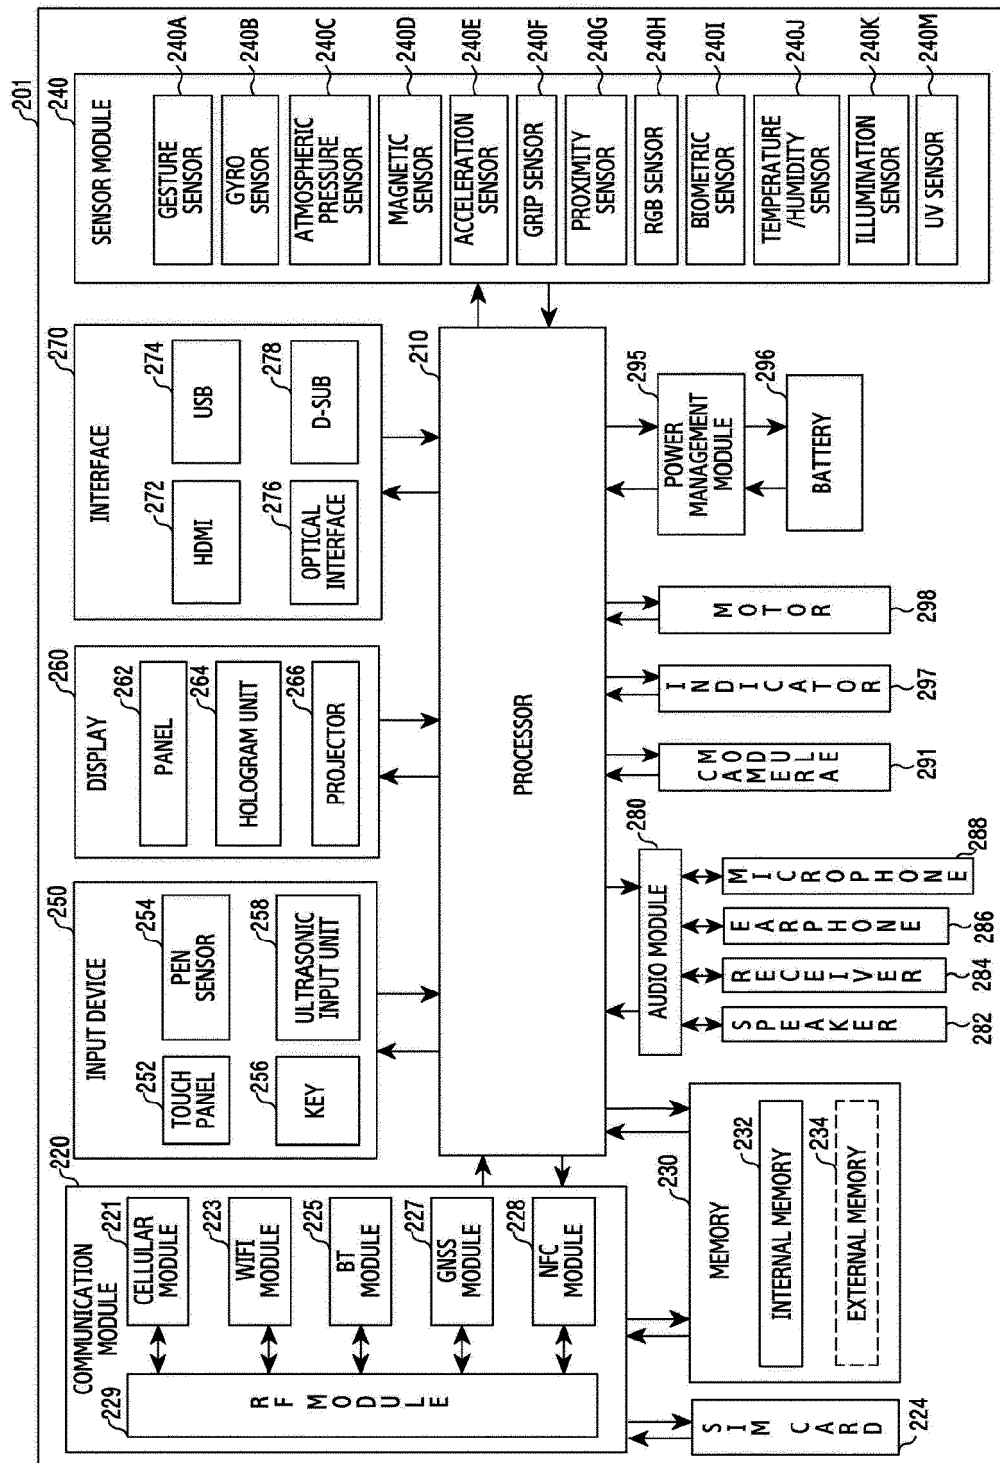 201
COMMUNICATION
MODULE
220
229
RF MODULE
221
CELLULAR
MODULE
223
WIFI
MODULE
225
BT
MODULE
227
GNSS
MODULE
228
NFC
MODULE
SIM CARD
224
INPUT DEVICE
250
252
TOUCH
PANEL
254
PEN
SENSOR
256
KEY
258
ULTRASONIC
INPUT UNIT
DISPLAY
260
262
PANEL
264
HOLOGRAM UNIT
266
PROJECTOR
INTERFACE
270
272
HDMI
274
USB
276
OPTICAL
INTERFACE
278
D-SUB
SENSOR MODULE
240
GESTURE
SENSOR
240A
GYRO
SENSOR
240B
ATMOSPHERIC
PRESSURE
SENSOR
240C
MAGNETIC
SENSOR
240D
ACCELERATION
SENSOR
240E
GRIP SENSOR
240F
PROXIMITY
SENSOR
240G
RGB SENSOR
240H
BIOMETRIC
SENSOR
240I
TEMPERATURE
/HUMIDITY
SENSOR
240J
ILLUMINATION
SENSOR
240K
UV SENSOR
240M
PROCESSOR
210
230
MEMORY
232
INTERNAL MEMORY
234
EXTERNAL MEMORY
AUDIO MODULE
280
SPEAKER
282
RECEIVER
284
EARPHONE
286
MICROPHONE
288
CAMERA
MODULE
291
INDICATOR
297
MOTOR
298
POWER
MANAGEMENT
MODULE
295
BATTERY
296